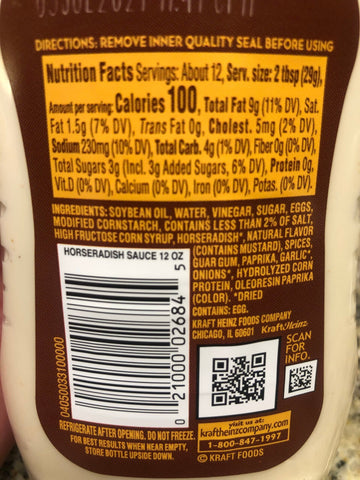 DIRECTIONS: REMOVE INNER QUALITY SEAL BEFORE USING
Nutrition Facts Servings: About 12, Serv. size: 2 tbsp (29g),
Amount per serving: Calories 100, Total Fat 9g (11% DV), Sat.
Fat 1.5g (7% DV), Trans Fat 0g, Cholest. 5mg (2% DV),
Sodium 230mg (10% DV), Total Carb. 4g (1% DV), Fiber 0g (0% DV),
Total Sugars 3g (Incl. 3g Added Sugars, 6% DV), Protein 0g,
Vit.D (0% DV), Calcium (0% DV), Iron (0% DV), Potas. (0% DV).
INGREDIENTS: SOYBEAN OIL, WATER, VINEGAR, SUGAR, EGGS,
MODIFIED CORNSTARCH, CONTAINS LESS THAN 2% OF SALT,
HIGH FRUCTOSE CORN SYRUP, HORSERADISH*, NATURAL FLAVOR
(CONTAINS MUSTARD), SPICES,
GUAR GUM, PAPRIKA, GARLIC*,
ONIONS*, HYDROLYZED CORN
PROTEIN, OLEORESIN PAPRIKA
(COLOR). *DRIED
CONTAINS: EGG.
KRAFT HEINZ FOODS COMPANY
CHICAGO, IL 60601 KraftHeinz
HORSERADISH SAUCE 12 OZ
0 21000 02684 5
04050033100000
SCAN
FOR
INFO.
REFRIGERATE AFTER OPENING. DO NOT FREEZE.
FOR BEST RESULTS WHEN NEAR EMPTY,
STORE BOTTLE UPSIDE DOWN.
visit us at:
kraftheinzcompany.com
1-800-847-1997
© KRAFT FOODS